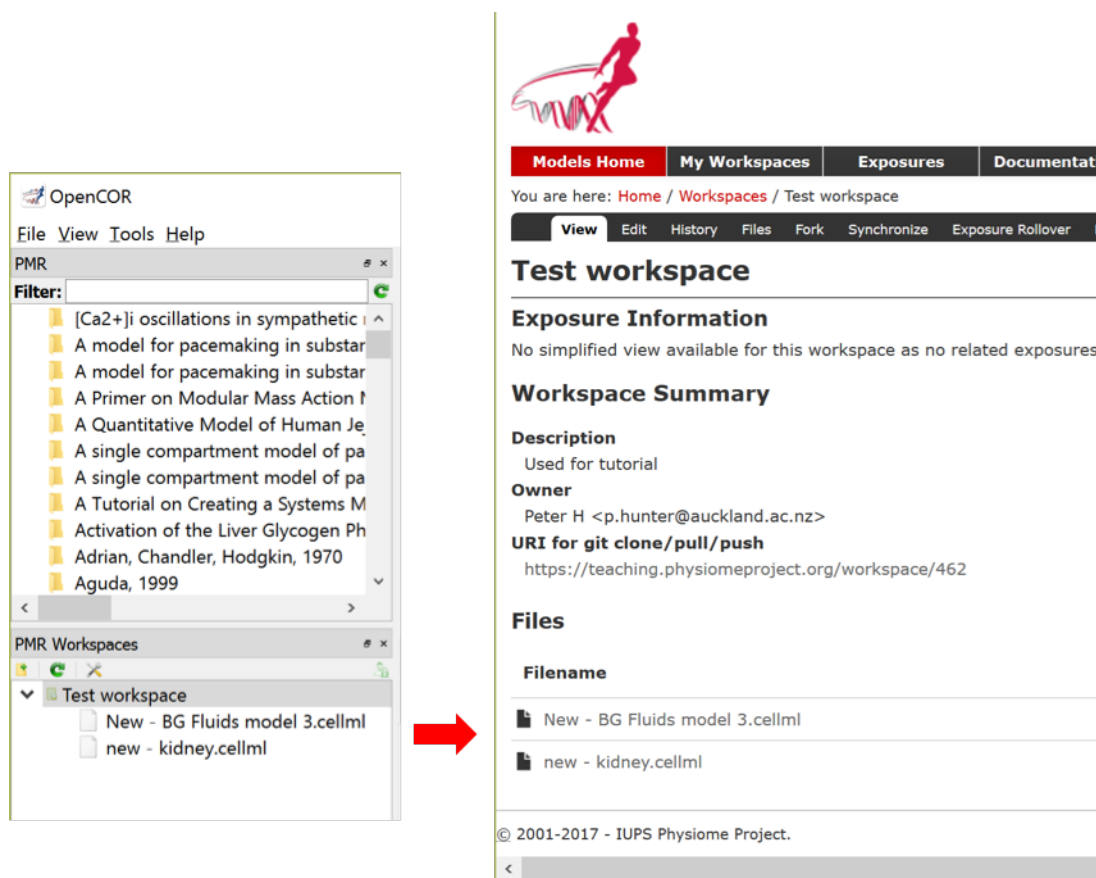 OpenCOR
File View Tools Help
PMR
Filter:
[Ca2+]i oscillations in sympathetic
A model for pacemaking in substan
A model for pacemaking in substan
A Primer on Modular Mass Action
A Quantitative Model of Human Je
A single compartment model of pa
A single compartment model of pa
A Tutorial on Creating a Systems M
Activation of the Liver Glycogen Ph
Adrian, Chandler, Hodgkin, 1970
Aguda, 1999
PMR Workspaces
Test workspace
New - BG Fluids model 3.cellml
new - kidney.cellml
Models Home My Workspaces Exposures Documentat
You are here: Home / Workspaces / Test workspace
View Edit History Files Fork Synchronize Exposure Rollover
Test workspace
Exposure Information
No simplified view available for this workspace as no related exposures
Workspace Summary
Description
Used for tutorial
Owner
Peter H <p.hunter@auckland.ac.nz>
URI for git clone/pull/push
https://teaching.physiomeproject.org/workspace/462
Files
Filename
New - BG Fluids model 3.cellml
new - kidney.cellml
© 2001-2017 - IUPS Physiome Project.